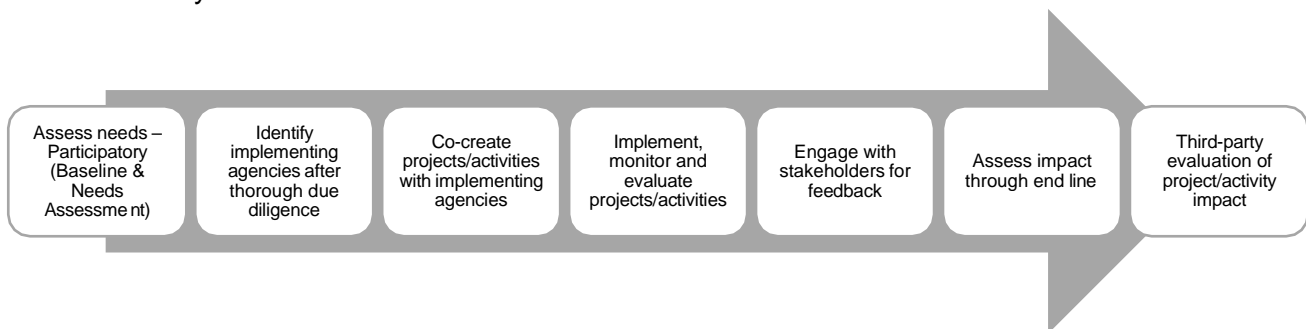 Assess needs –
Participatory
(Baseline &
Needs
Assessment)
Identify
implementing
agencies after
thorough due
diligence
Co-create
projects/activities
with implementing
agencies
Implement,
monitor and
evaluate
projects/activities
Engage with
stakeholders for
feedback
Assess impact
through end line
Third-party
evaluation of
project/activity
impact